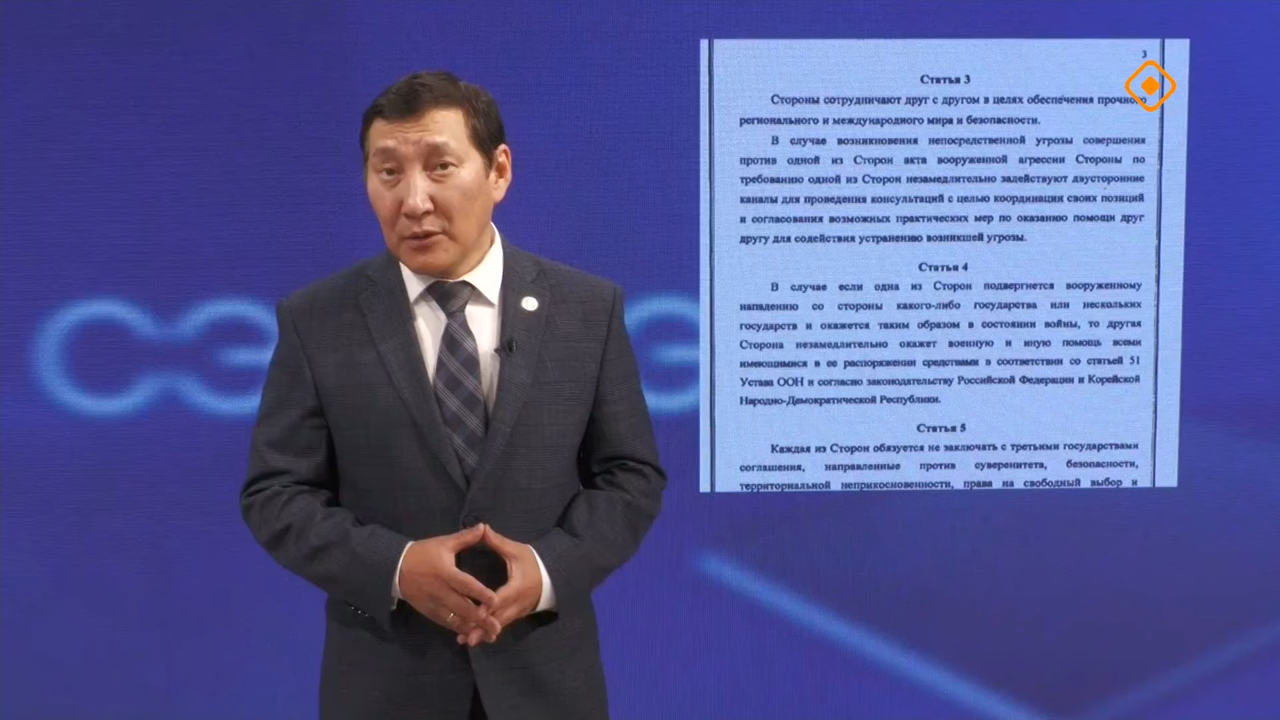 3
Статья 3
Стороны сотрудничают друг с другом в целях обеспечения прочного
регионального и международного мира и безопасности.
В случае возникновения непосредственной угрозы совершения
против одной из Сторон акта вооруженной агрессии Стороны по
требованию одной из Сторон незамедлительно задействуют двусторонние
каналы для проведения консультаций с целью координации своих позиций
и согласования возможных практических мер по оказанию помощи друг
другу для содействия устранению возникшей угрозы.
Статья 4
В случае если одна из Сторон подвергнется вооруженному
нападению со стороны какого-либо государства или нескольких
государств и окажется таким образом в состоянии войны, то другая
Сторона незамедлительно окажет военную и иную помощь всеми
имеющимися в ее распоряжении средствами в соответствии со статьей 51
Устава ООН и согласно законодательству Российской Федерации и Корейской
Народно-Демократической Республики.
Статья 5
Каждая из Сторон обязуется не заключать с третьими государствами
соглашения, направленные против суверенитета, безопасности,
территориальной неприкосновенности, права на свободный выбор и